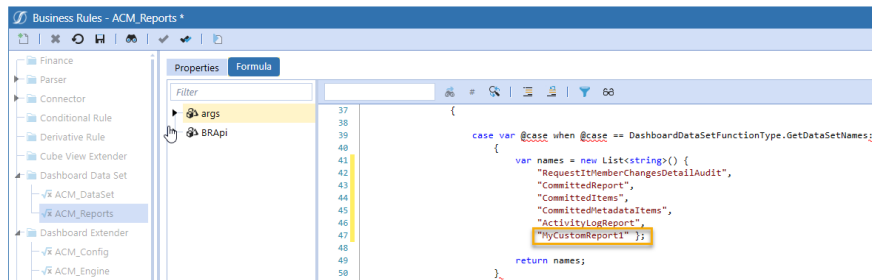 Business Rules - ACM_Reports *
Finance
Parser
Connector
Conditional Rule
Derivative Rule
Cube View Extender
Dashboard Data Set
ACM_DataSet
ACM_Reports
Dashboard Extender
ACM_Config
ACM_Engine
Properties Formula
Filter
args
BRApi
37 {
38
39 case var @case when @case == DashboardDataSetFunctionType.GetDataSetNames:
40 {
41 var names = new List<string>() {
42 "RequestItMemberChangesDetailAudit",
43 "CommittedReport",
44 "CommittedItems",
45 "CommittedMetadataItems",
46 "ActivityLogReport",
47 "MyCustomReport1" };
48
49 return names;
50 }